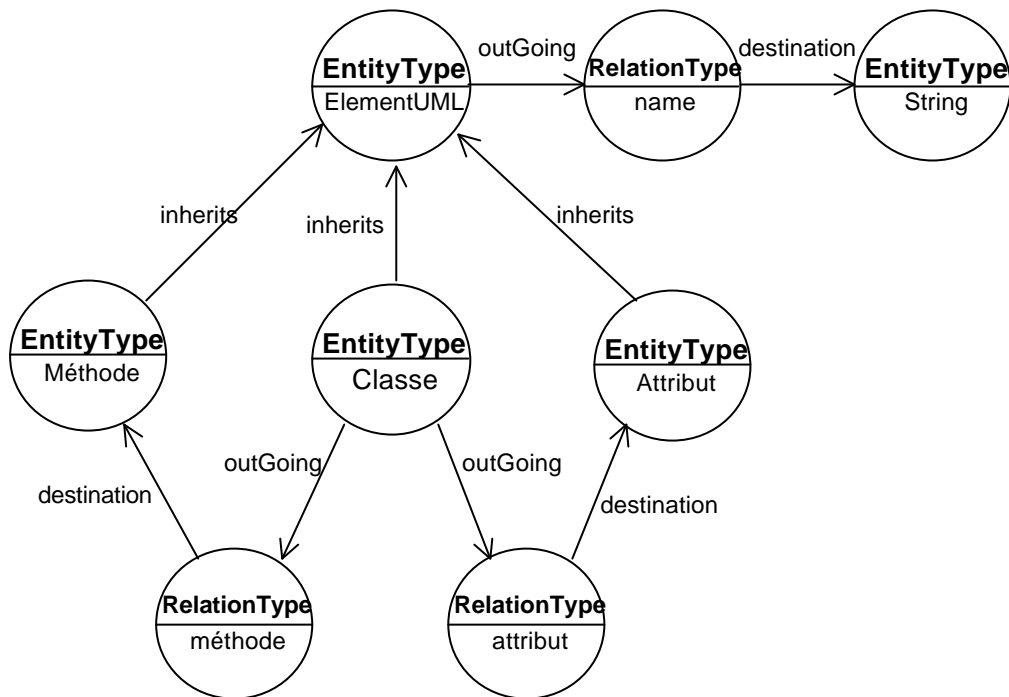 outGoing
destination
EntityType
ElementUML
RelationType
name
EntityType
String
inherits
inherits
inherits
EntityType
Méthode
EntityType
Classe
EntityType
Attribut
outGoing
outGoing
destination
destination
RelationType
méthode
RelationType
attribut